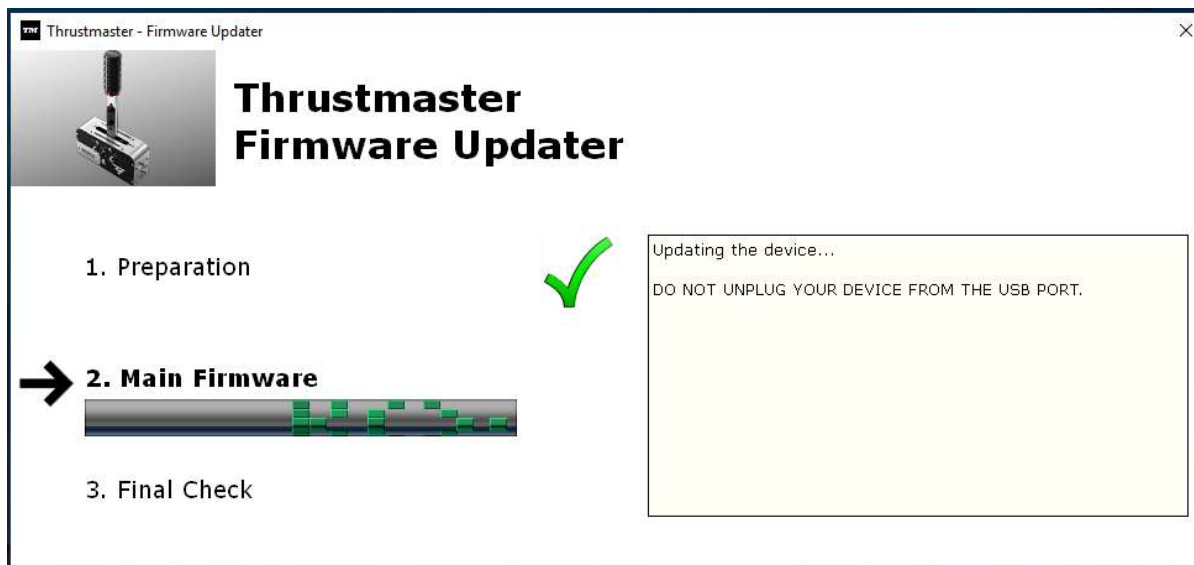 TM Thrustmaster - Firmware Updater
Thrustmaster
Firmware Updater
1. Preparation
Updating the device...
DO NOT UNPLUG YOUR DEVICE FROM THE USB PORT.
2. Main Firmware
3. Final Check